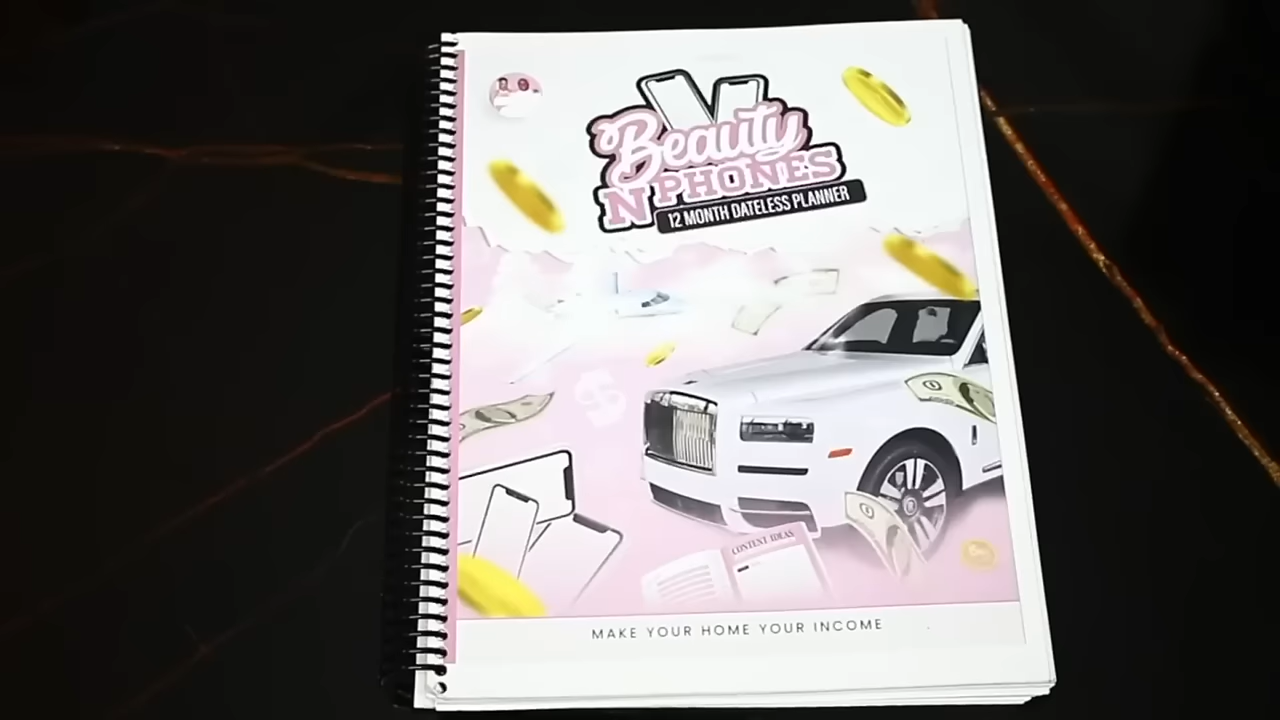 Beauty
N PHONES
12 MONTH DATELESS PLANNER
CONTENT IDEAS
MAKE YOUR HOME YOUR INCOME